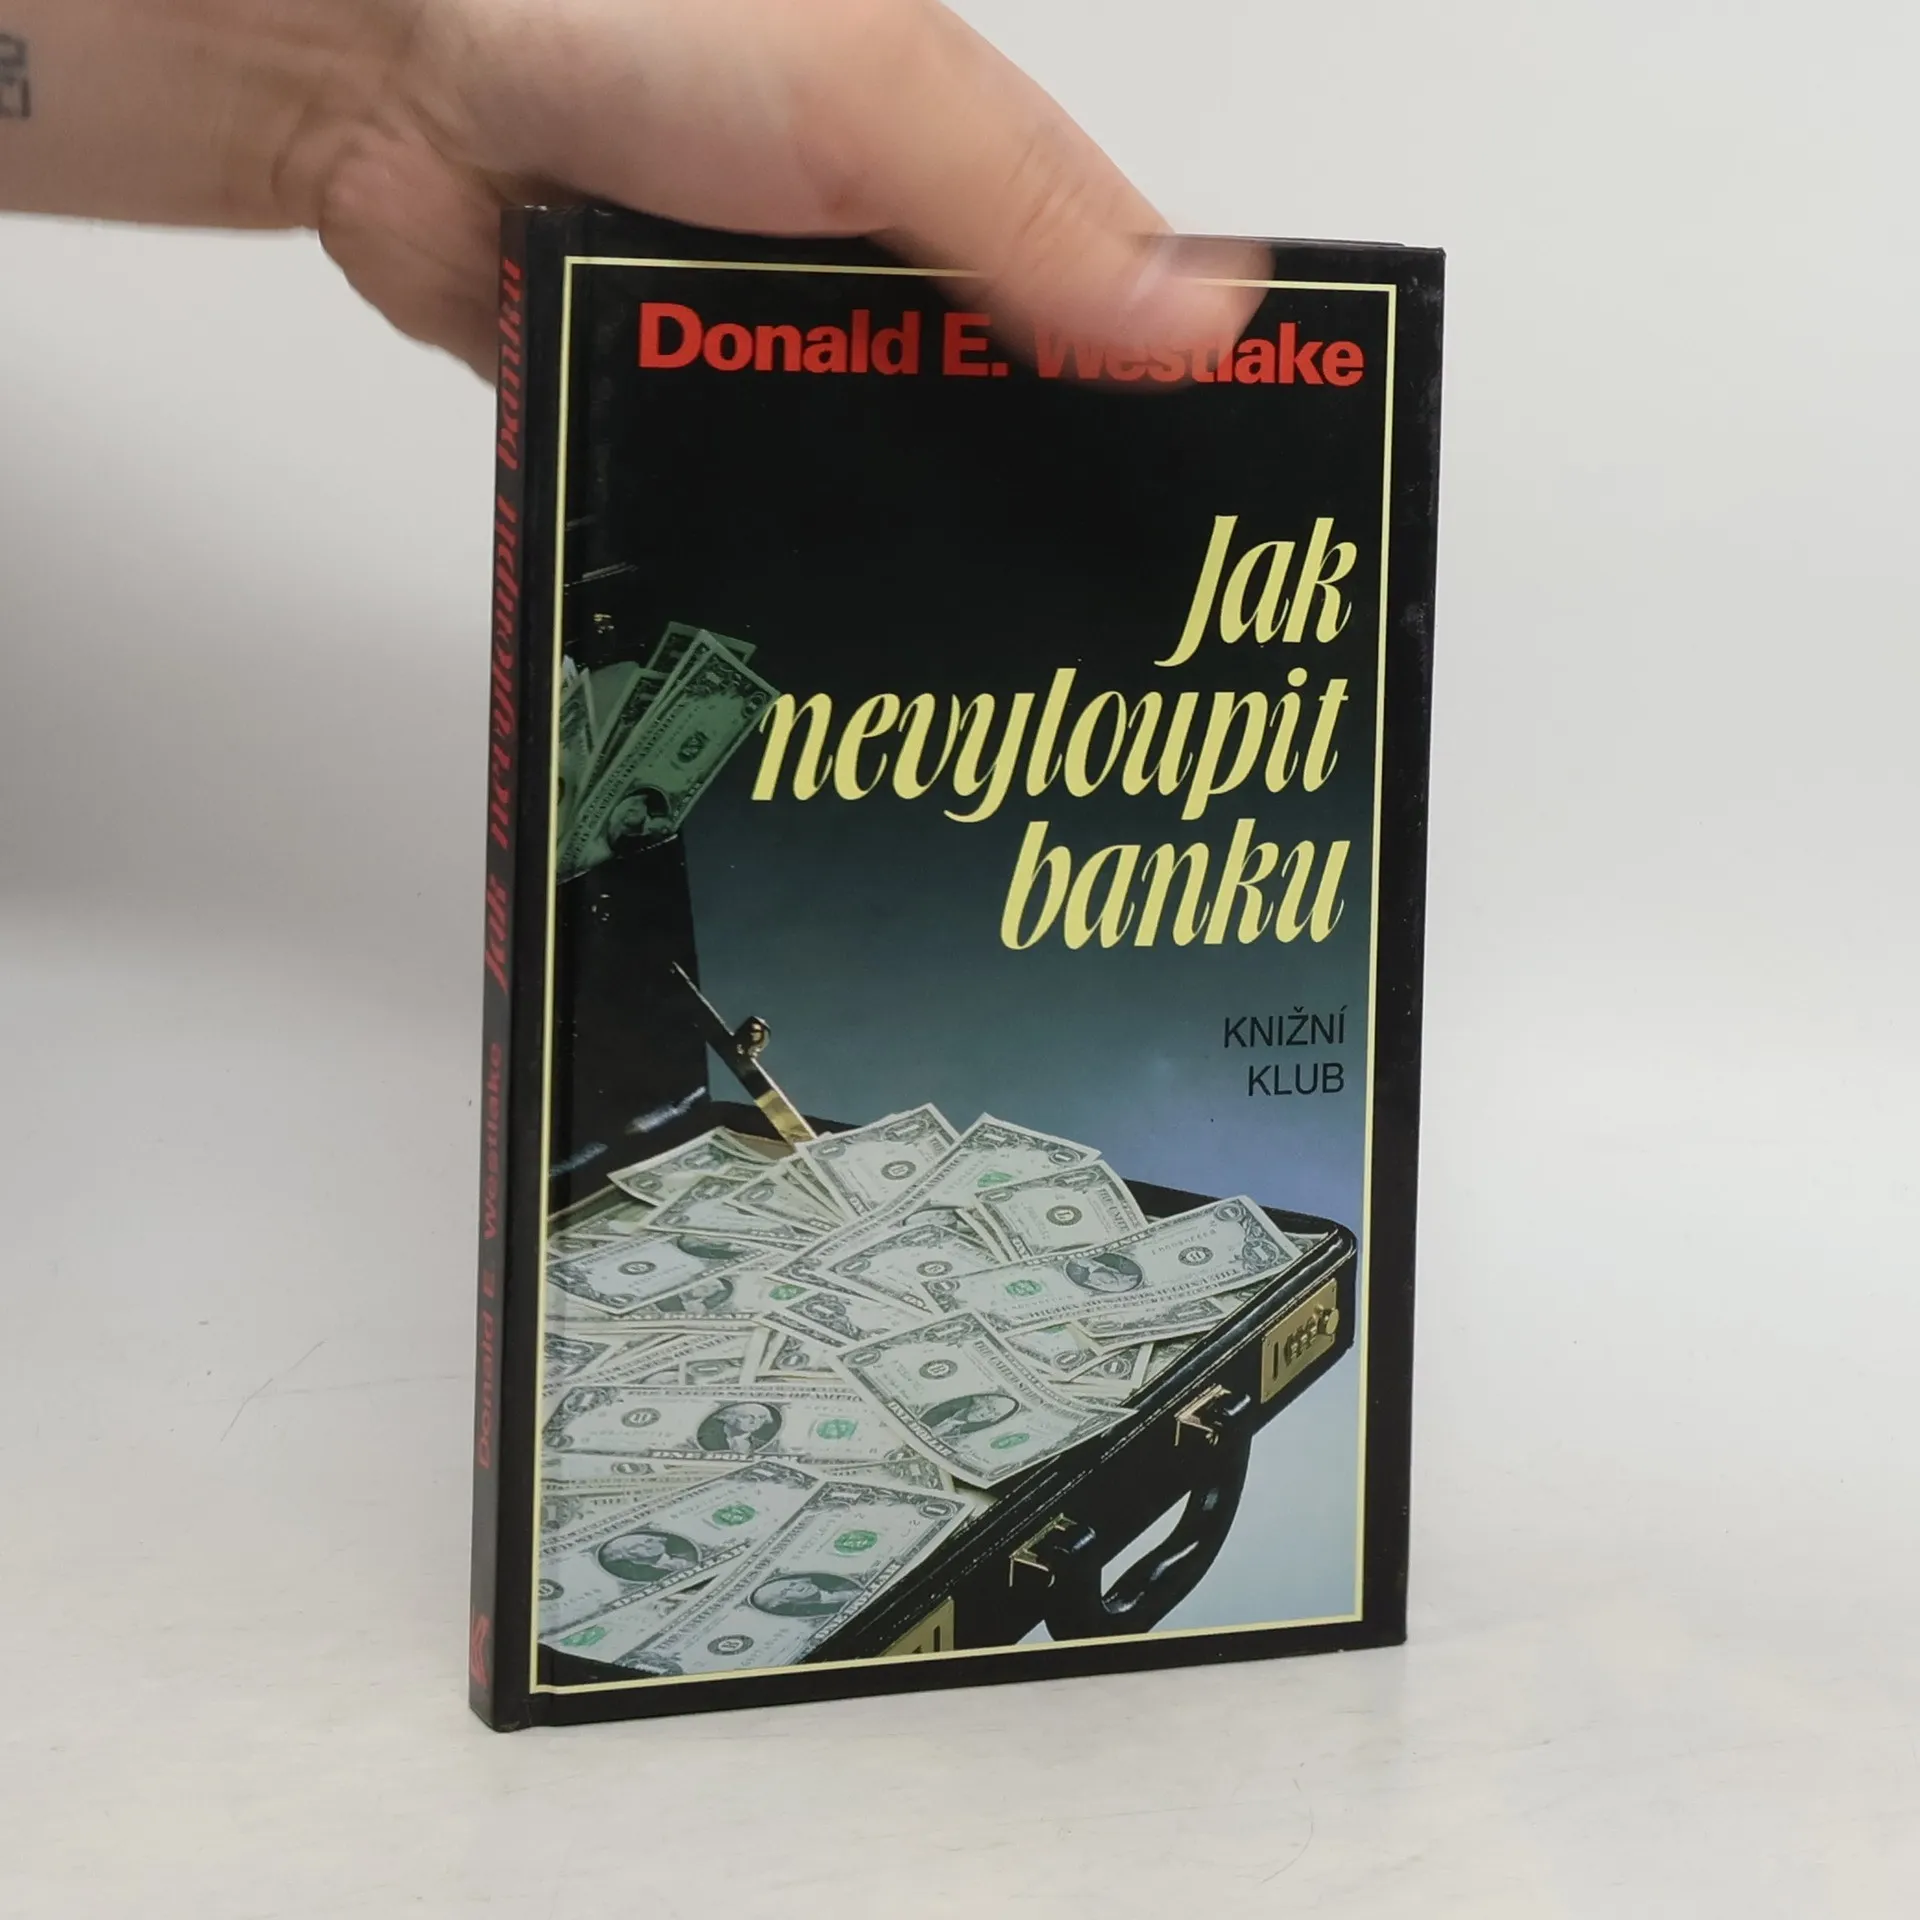 Donald E. Westlake
Jak
nevyloupit
banku
KNIŽNÍ
KLUB
Donald E. Westlake Jak nevyloupit banku